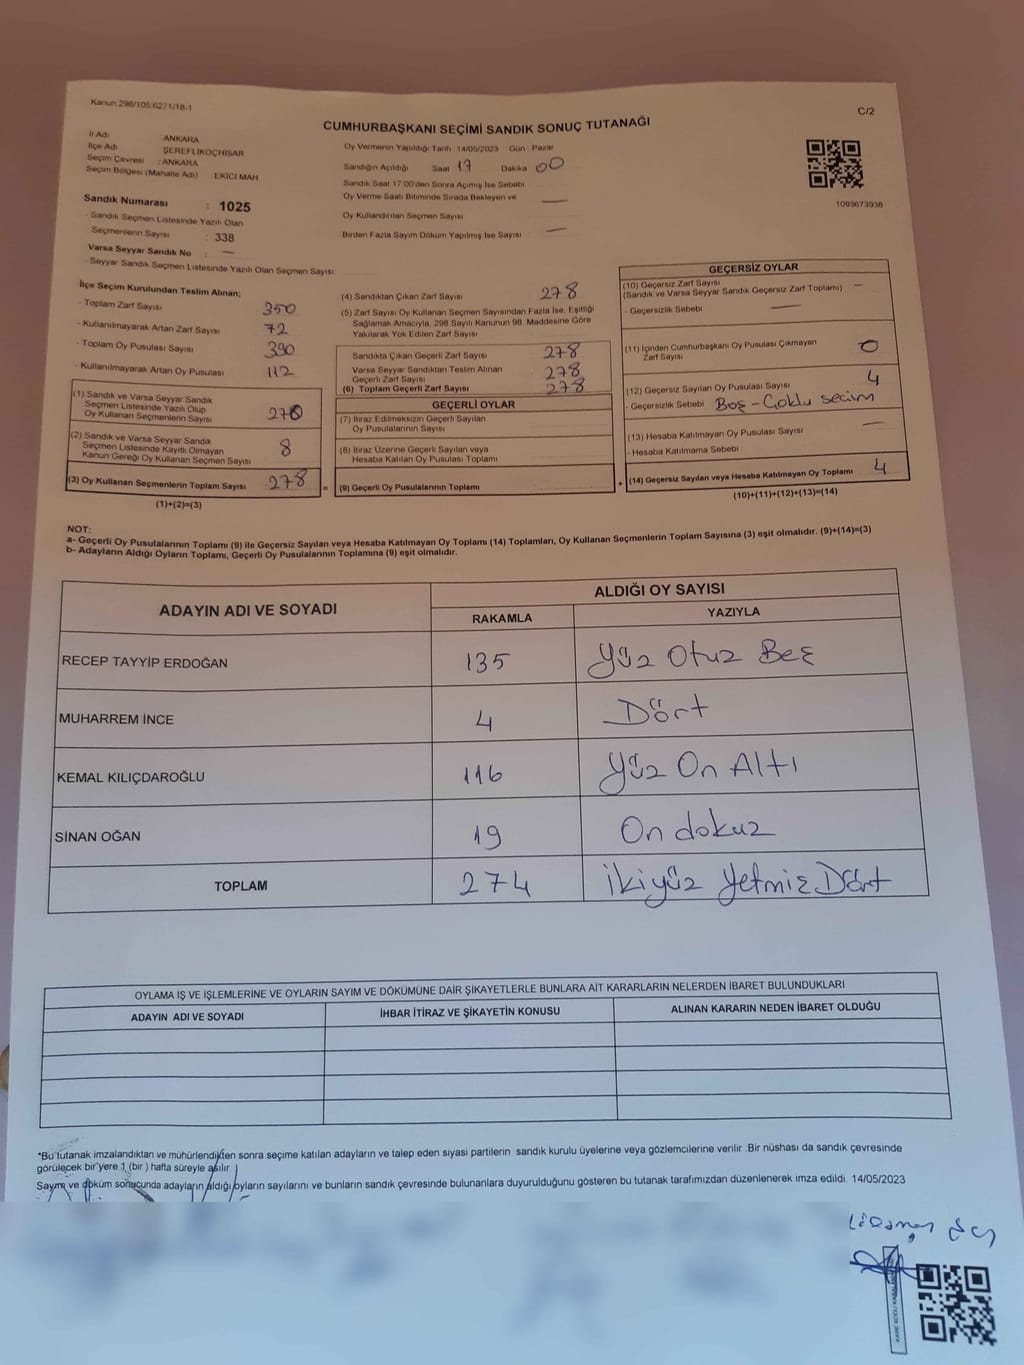 Kanun.298/105.6271/18-1
C/2
CUMHURBAŞKANI SEÇİMİ SANDIK SONUÇ TUTANAĞI
İl Adı : ANKARA
İlçe Adı : ŞEREFLİKOÇHİSAR
Seçim Çevresi : ANKARA
Seçim Bölgesi (Mahalle Adı) EKİCİ MAH
Sandık Numarası : 1025
- Sandık Seçmen Listesinde Yazılı Olan
Seçmenlerin Sayısı : 338
Varsa Seyyar Sandık No : —
- Seyyar Sandık Seçmen Listesinde Yazılı Olan Seçmen Sayısı
Oy Vermenin Yapıldığı Tarih 14/05/2023 Gün : Pazar
Sandığın Açıldığı Saat 17 Dakika 00
Sandık Saat 17:00'den Sonra Açılmış İse Sebebi
Oy Verme Saati Bitiminde Sırada Bekleyen ve —
Oy Kullandırılan Seçmen Sayısı
Birden Fazla Sayım Döküm Yapılmış İse Sayısı —
1093673938
İlçe Seçim Kurulundan Teslim Alınan;
- Toplam Zarf Sayısı 350
- Kullanılmayarak Artan Zarf Sayısı 72
- Toplam Oy Pusulası Sayısı 390
- Kullanılmayarak Artan Oy Pusulası 112
(1) Sandık ve Varsa Seyyar Sandık
Seçmen Listesinde Yazılı Olup
Oy Kullanan Seçmenlerin Sayısı 270
(2) Sandık ve Varsa Seyyar Sandık
Seçmen Listesinde Kayıtlı Olmayan
Kanun Gereği Oy Kullanan Seçmen Sayısı 8
(3) Oy Kullanan Seçmenlerin Toplam Sayısı 278 =
(1)+(2)=(3)
(4) Sandıktan Çıkan Zarf Sayısı 278
(5) Zarf Sayısı Oy Kullanan Seçmen Sayısından Fazla İse, Eşitliği
Sağlamak Amacıyla, 298 Sayılı Kanunun 98. Maddesine Göre
Yakılarak Yok Edilen Zarf Sayısı
Sandıkta Çıkan Geçerli Zarf Sayısı 278
Varsa Seyyar Sandıktan Teslim Alınan
Geçerli Zarf Sayısı 278
(6) Toplam Geçerli Zarf Sayısı 278
GEÇERLİ OYLAR
(7) İtiraz Edilmeksizin Geçerli Sayılan
Oy Pusulalarının Sayısı
(8) İtiraz Üzerine Geçerli Sayılan veya
Hesaba Katılan Oy Pusulası Toplamı
(9) Geçerli Oy Pusulalarının Toplamı +
GEÇERSİZ OYLAR
(10) Geçersiz Zarf Sayısı —
(Sandık ve Varsa Seyyar Sandık Geçersiz Zarf Toplamı)
- Geçersizlik Sebebi —
(11) İçinden Cumhurbaşkanı Oy Pusulası Çıkmayan
Zarf Sayısı 0
(12) Geçersiz Sayılan Oy Pusulası Sayısı 4
- Geçersizlik Sebebi Boş-Çoklu seçim
(13) Hesaba Katılmayan Oy Pusulası Sayısı —
- Hesaba Katılmama Sebebi
(14) Geçersiz Sayılan veya Hesaba Katılmayan Oy Toplamı 4
(10)+(11)+(12)+(13)=(14)
NOT:
a- Geçerli Oy Pusulasının Toplamı (9) ile Geçersiz Sayılan veya Hesaba Katılmayan Oy Toplamı (14) Toplamları, Oy Kullanan Seçmenlerin Toplam Sayısına (3) eşit olmalıdır. (9)+(14)=(3)
b- Adayların Aldığı Oyların Toplamı, Geçerli Oy Pusulalarının Toplamına (9) eşit olmalıdır.
ADAYIN ADI VE SOYADI
ALDIĞI OY SAYISI
RAKAMLA YAZIYLA
RECEP TAYYİP ERDOĞAN 135 Yüz Otuz Beş
MUHARREM İNCE 4 Dört
KEMAL KILIÇDAROĞLU 116 Yüz On Altı
SİNAN OĞAN 19 On dokuz
TOPLAM 274 İkiyüz Yetmiş Dört
OYLAMA İŞ VE İŞLEMLERİNE VE OYLARIN SAYIM VE DÖKÜMÜNE DAİR ŞİKAYETLERLE BUNLARA AİT KARARLARIN NELERDEN İBARET BULUNDUKLARI
ADAYIN ADI VE SOYADI İHBAR İTİRAZ VE ŞİKAYETİN KONUSU ALINAN KARARIN NEDEN İBARET OLDUĞU
*Bu tutanak imzalandıktan ve mühürlendikten sonra seçime katılan adayların ve talep eden siyasi partilerin sandık kurulu üyelerine veya gözlemcilerine verilir. Bir nüshası da sandık çevresinde
görülecek bir yere 1 (bir) hafta süreyle asılır.
Sayım ve döküm sonucunda adayların aldığı oyların sayılarını ve bunların sandık çevresinde bulunanlara duyurulduğunu gösteren bu tutanak tarafımızdan düzenlenerek imza edildi. 14/05/2023